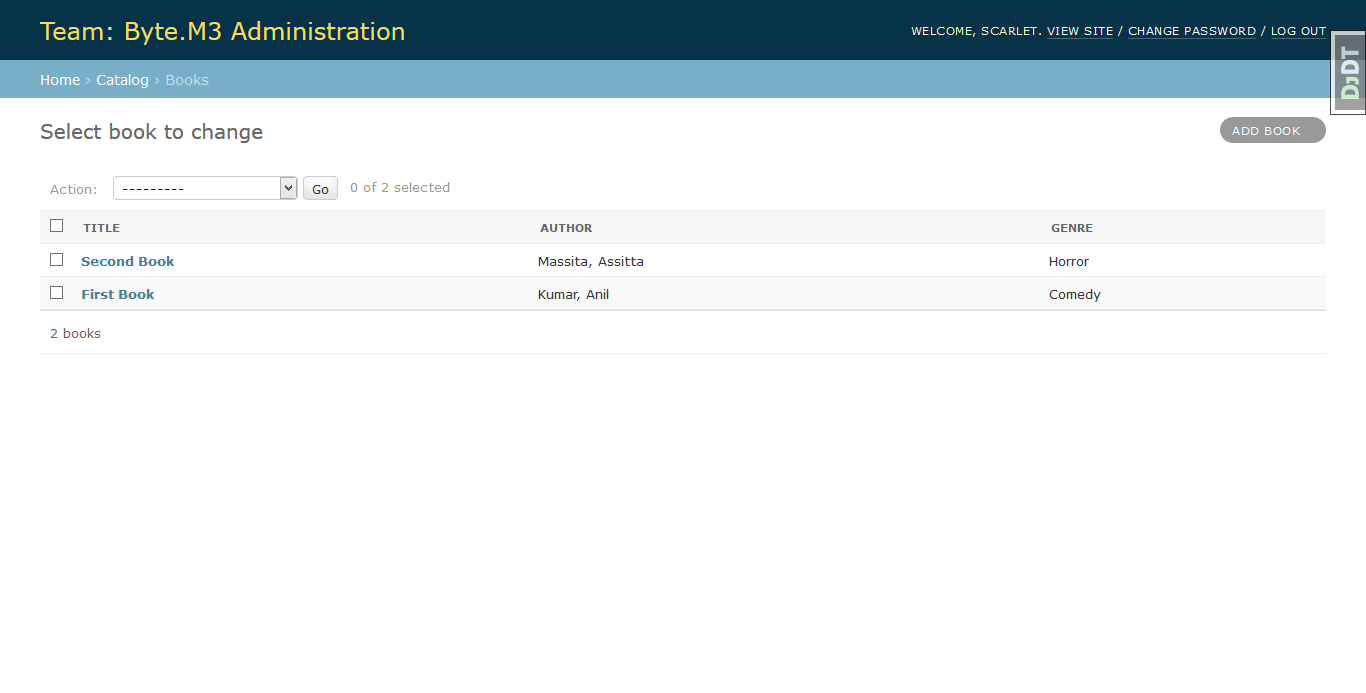 Team: Byte.M3 Administration
WELCOME, SCARLET. VIEW SITE / CHANGE PASSWORD / LOG OUT
DjDT
Home › Catalog › Books
Select book to change
ADD BOOK
Action: --------- Go 0 of 2 selected
TITLE AUTHOR GENRE
Second Book Massita, Assitta Horror
First Book Kumar, Anil Comedy
2 books